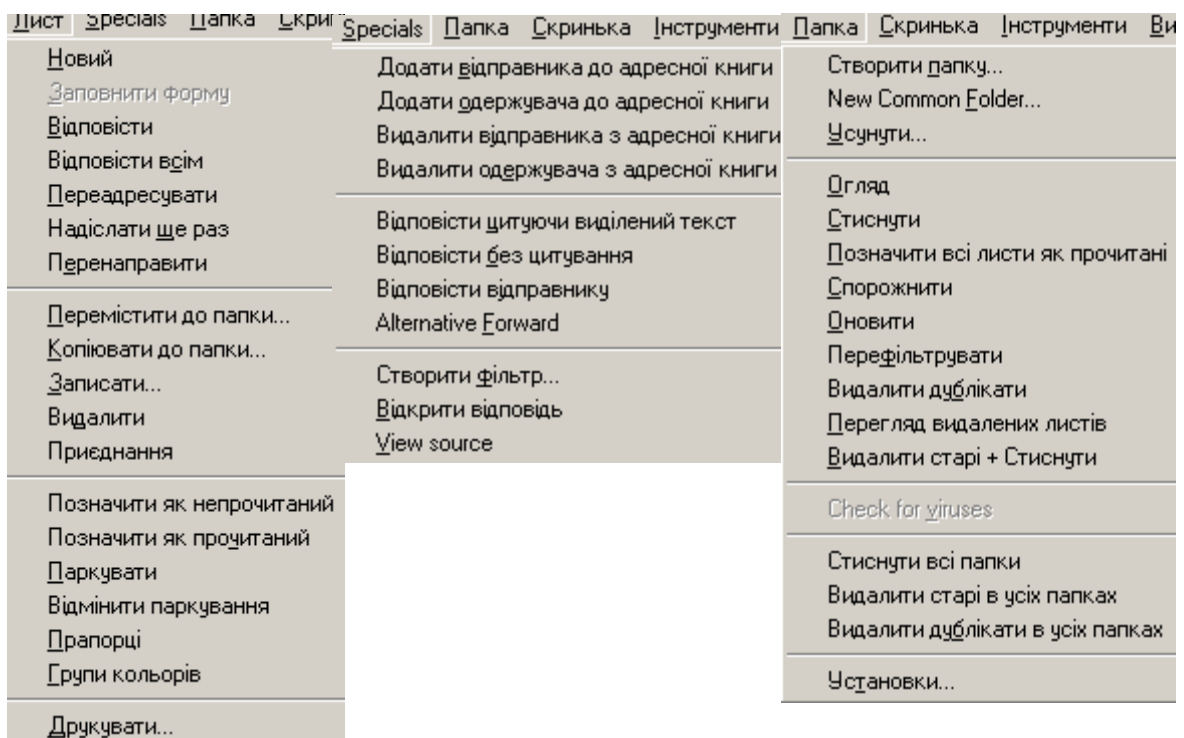 Лист Specials Папка Скрин
Новий
Заповнити форму
Відповісти
Відповісти всім
Переадресувати
Надіслати ще раз
Перенаправити
Перемістити до папки...
Копіювати до папки...
Записати...
Видалити
Приєднання
Позначити як непрочитаний
Позначити як прочитаний
Паркувати
Відмінити паркування
Прапорці
Групи кольорів
Друкувати...
Specials Папка Скринька Інструменти
Додати відправника до адресної книги
Додати одержувача до адресної книги
Видалити відправника з адресної книги
Видалити одержувача з адресної книги
Відповісти цитуючи виділений текст
Відповісти без цитування
Відповісти відправнику
Alternative Forward
Створити фільтр...
Відкрити відповідь
View source
Папка Скринька Інструменти Ви
Створити папку...
New Common Folder...
Усунути...
Огляд
Стиснути
Позначити всі листи як прочитані
Спорожнити
Оновити
Перефільтрувати
Видалити дублікати
Перегляд видалених листів
Видалити старі + Стиснути
Check for viruses
Стиснути всі папки
Видалити старі в усіх папках
Видалити дублікати в усіх папках
Установки...